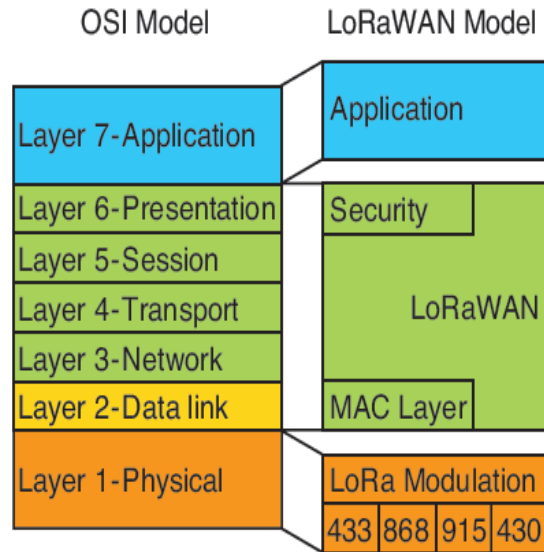 OSI Model
LoRaWAN Model
Layer 7-Application
Application
Layer 6-Presentation
Security
Layer 5-Session
Layer 4-Transport
LoRaWAN
Layer 3-Network
Layer 2-Data link
MAC Layer
Layer 1-Physical
LoRa Modulation
433 868 915 430